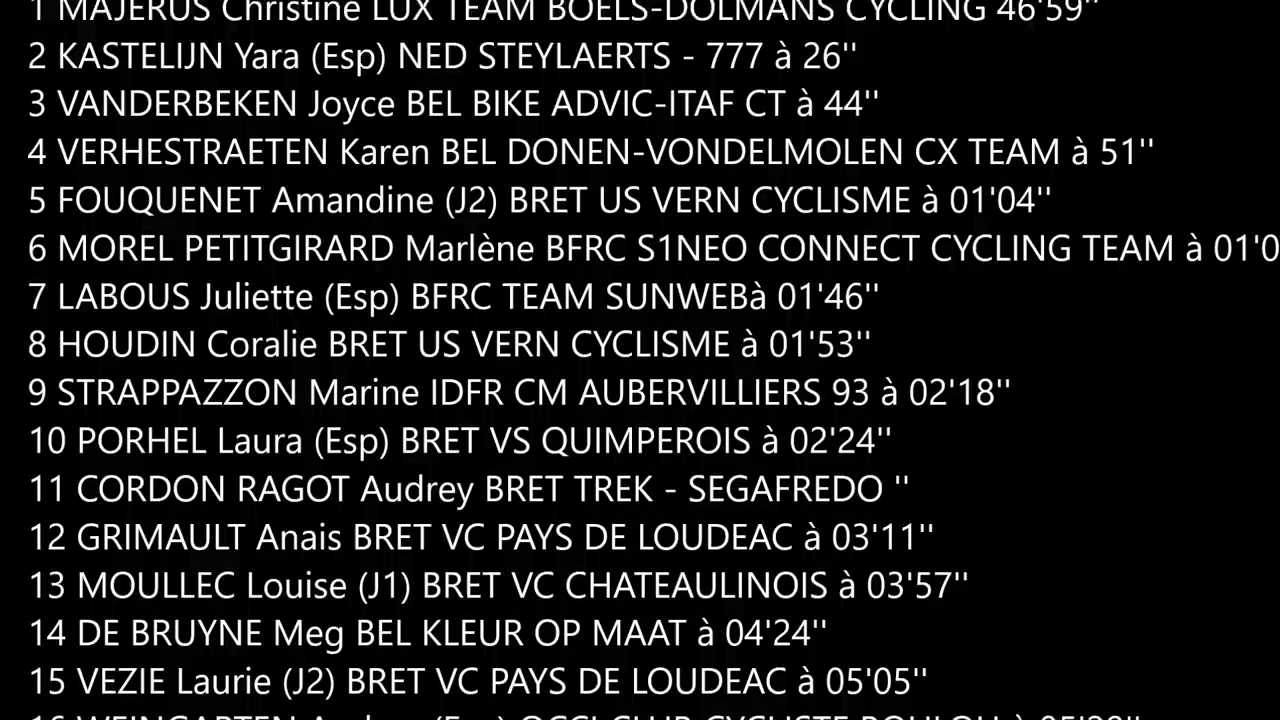 1 MAJERUS Christine LUX TEAM BOELS-DOLMANS CYCLING 46'59''
2 KASTELIJN Yara (Esp) NED STEYLAERTS - 777 à 26''
3 VANDERBEKEN Joyce BEL BIKE ADVIC-ITAF CT à 44''
4 VERHESTRAETEN Karen BEL DONEN-VONDELMOLEN CX TEAM à 51''
5 FOUQUENET Amandine (J2) BRET US VERN CYCLISME à 01'04''
6 MOREL PETITGIRARD Marlène BFRC S1NEO CONNECT CYCLING TEAM à 01'0
7 LABOUS Juliette (Esp) BFRC TEAM SUNWEBà 01'46''
8 HOUDIN Coralie BRET US VERN CYCLISME à 01'53''
9 STRAPPAZZON Marine IDFR CM AUBERVILLIERS 93 à 02'18''
10 PORHEL Laura (Esp) BRET VS QUIMPEROIS à 02'24''
11 CORDON RAGOT Audrey BRET TREK - SEGAFREDO ''
12 GRIMAULT Anais BRET VC PAYS DE LOUDEAC à 03'11''
13 MOULLEC Louise (J1) BRET VC CHATEAULINOIS à 03'57''
14 DE BRUYNE Meg BEL KLEUR OP MAAT à 04'24''
15 VEZIE Laurie (J2) BRET VC PAYS DE LOUDEAC à 05'05''